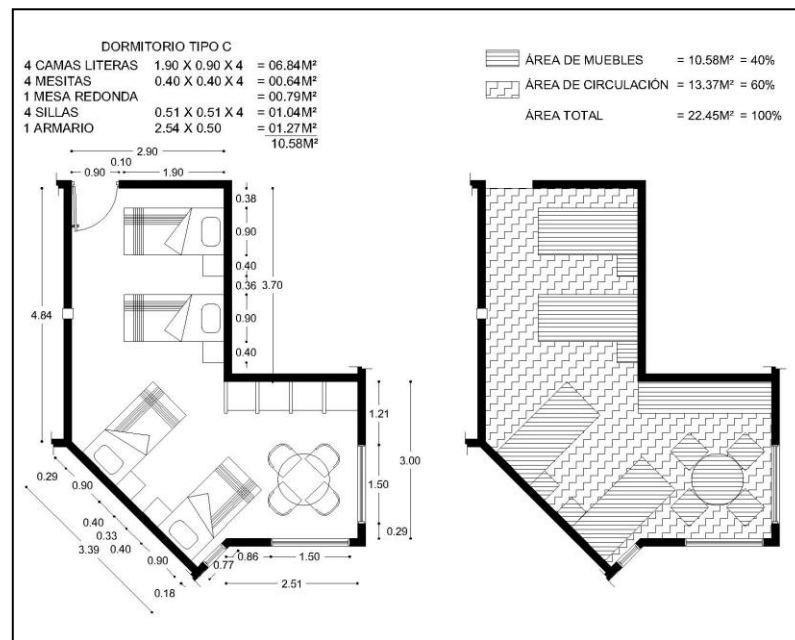 DORMITORIO TIPO C
4 CAMAS LITERAS 1.90 X 0.90 X 4 = 06.84M²
4 MESITAS 0.40 X 0.40 X 4 = 00.64M²
1 MESA REDONDA = 00.79M²
4 SILLAS 0.51 X 0.51 X 4 = 01.04M²
1 ARMARIO 2.54 X 0.50 = 01.27M²
10.58M²
ÁREA DE MUEBLES = 10.58M² = 40%
ÁREA DE CIRCULACIÓN = 13.37M² = 60%
ÁREA TOTAL = 22.45M² = 100%
2.90
0.10
0.90 1.90
0.38
0.90
0.40
0.36
3.70
0.90
0.40
4.84
1.21
3.00
1.50
0.29
0.29
0.90
0.40
0.33
0.40
3.39
0.90
0.18
0.77
0.86 1.50
2.51